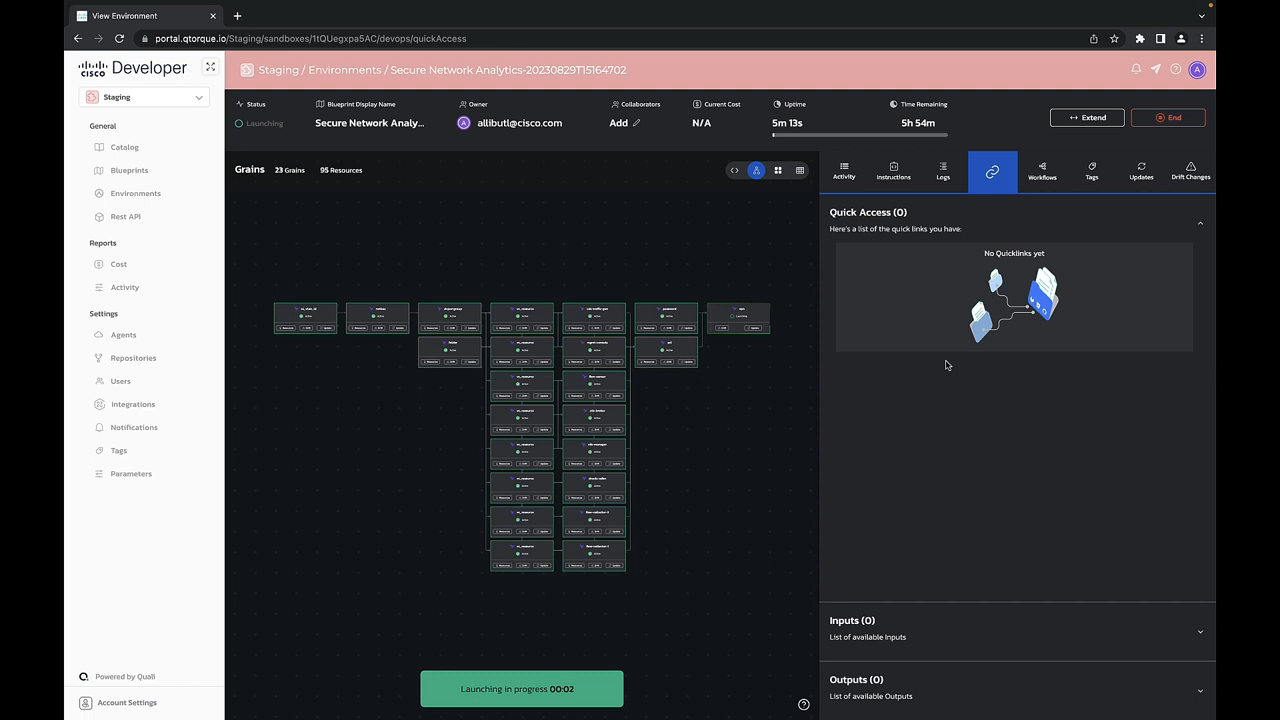 View Environment
portal.qtorque.io/Staging/sandboxes/1tQUegxpa5AC/devops/quickAccess
CISCO Developer
Staging / Environments / Secure Network Analytics-20230829T15164702
A
Staging
Status
Launching
Blueprint Display Name
Secure Network Analy...
Owner
A allibutl@cisco.com
Collaborators
Add
Current Cost
N/A
Uptime
5m 13s
Time Remaining
5h 54m
Extend
End
General
Catalog
Blueprints
Environments
Rest API
Reports
Cost
Activity
Settings
Agents
Repositories
Users
Integrations
Notifications
Tags
Parameters
Powered by Quali
Account Settings
Grains
23 Grains
95 Resources
Launching in progress 00:02
Activity
Instructions
Logs
Workflows
Tags
Updates
Drift Changes
Quick Access (0)
Here's a list of the quick links you have:
No Quicklinks yet
Inputs (0)
List of available Inputs
Outputs (0)
List of available Outputs